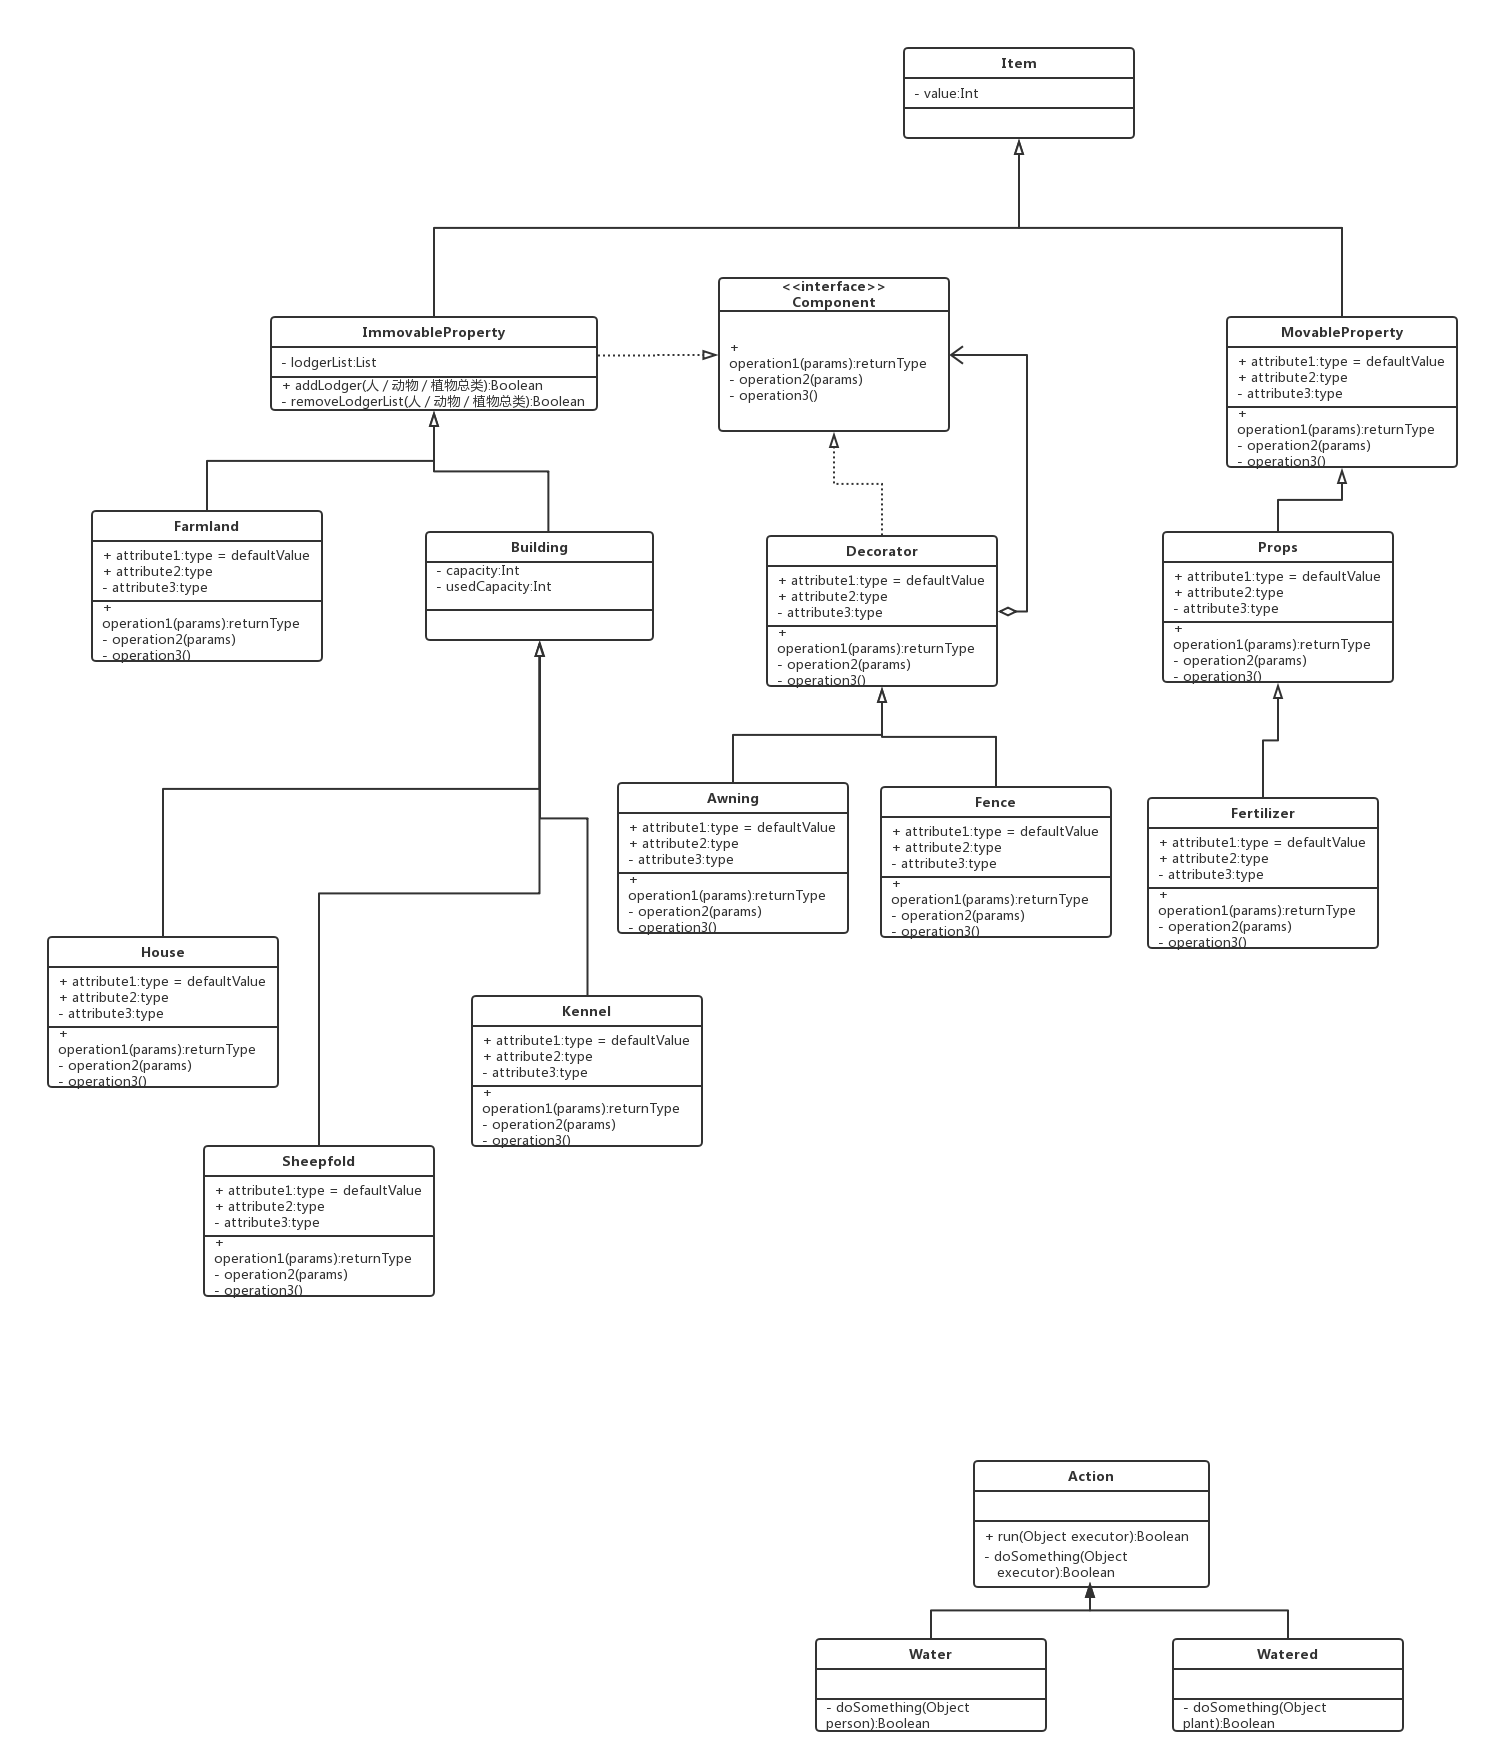 Item
- value:Int
<<interface>>
Component
+
operation1(params):returnType
- operation2(params)
- operation3()
ImmovableProperty
- lodgerList:List
+ addLodger(人 / 动物 / 植物总类):Boolean
- removeLodgerList(人 / 动物 / 植物总类):Boolean
MovableProperty
+ attribute1:type = defaultValue
+ attribute2:type
- attribute3:type
+
operation1(params):returnType
- operation2(params)
- operation3()
Farmland
+ attribute1:type = defaultValue
+ attribute2:type
- attribute3:type
+
operation1(params):returnType
- operation2(params)
- operation3()
Building
- capacity:Int
- usedCapacity:Int
Decorator
+ attribute1:type = defaultValue
+ attribute2:type
- attribute3:type
+
operation1(params):returnType
- operation2(params)
- operation3()
Props
+ attribute1:type = defaultValue
+ attribute2:type
- attribute3:type
+
operation1(params):returnType
- operation2(params)
- operation3()
Awning
+ attribute1:type = defaultValue
+ attribute2:type
- attribute3:type
+
operation1(params):returnType
- operation2(params)
- operation3()
Fence
+ attribute1:type = defaultValue
+ attribute2:type
- attribute3:type
+
operation1(params):returnType
- operation2(params)
- operation3()
Fertilizer
+ attribute1:type = defaultValue
+ attribute2:type
- attribute3:type
+
operation1(params):returnType
- operation2(params)
- operation3()
House
+ attribute1:type = defaultValue
+ attribute2:type
- attribute3:type
+
operation1(params):returnType
- operation2(params)
- operation3()
Kennel
+ attribute1:type = defaultValue
+ attribute2:type
- attribute3:type
+
operation1(params):returnType
- operation2(params)
- operation3()
Sheepfold
+ attribute1:type = defaultValue
+ attribute2:type
- attribute3:type
+
operation1(params):returnType
- operation2(params)
- operation3()
Action
+ run(Object executor):Boolean
- doSomething(Object
executor):Boolean
Water
- doSomething(Object
person):Boolean
Watered
- doSomething(Object
plant):Boolean